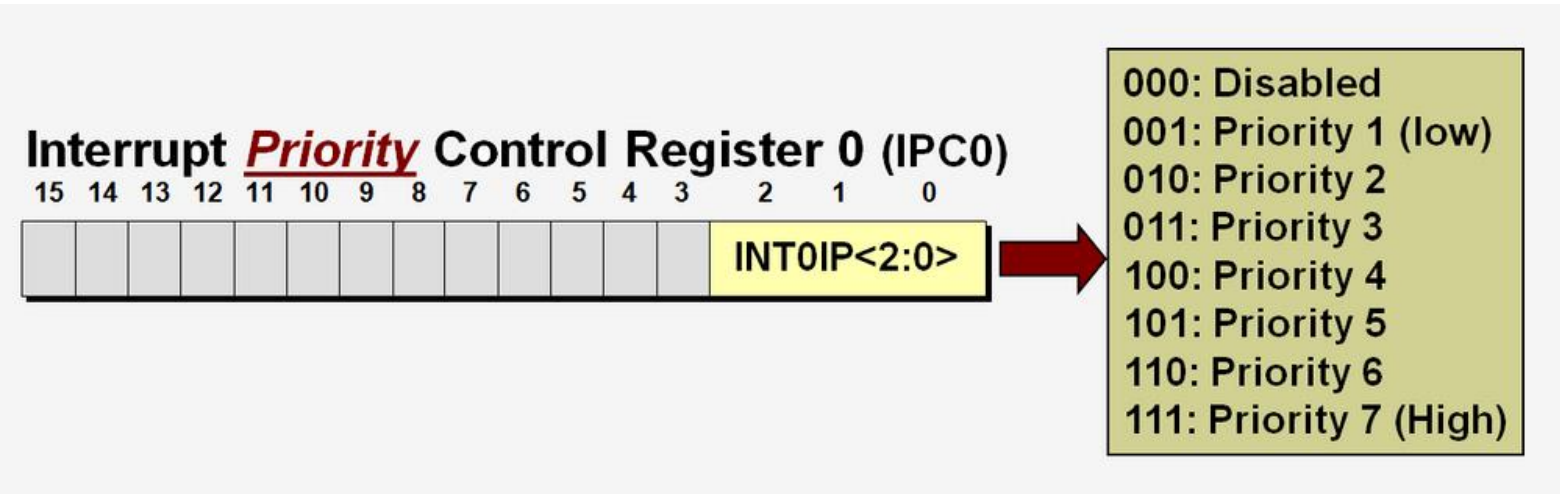 Interrupt Priority Control Register 0 (IPC0)
15 14 13 12 11 10 9 8 7 6 5 4 3 2 1 0
INT0IP<2:0>
000: Disabled
001: Priority 1 (low)
010: Priority 2
011: Priority 3
100: Priority 4
101: Priority 5
110: Priority 6
111: Priority 7 (High)